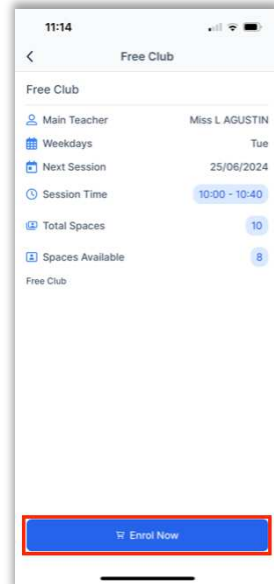 11:14
Free Club
Free Club
Main Teacher Miss L AGUSTIN
Weekdays Tue
Next Session 25/06/2024
Session Time 10:00 - 10:40
Total Spaces 10
Spaces Available 8
Free Club
Enrol Now